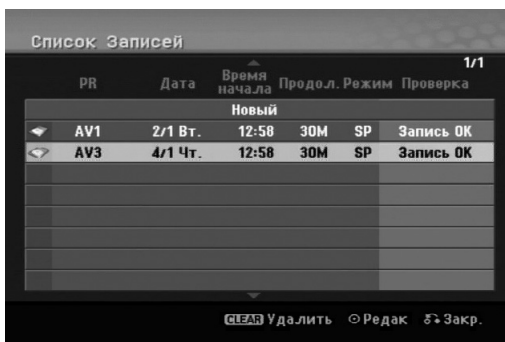 Список Записей
1/1
PR Дата Время начала Продол. Режим Проверка
Новый
AV1 2/1 Вт. 12:58 30M SP Запись OK
AV3 4/1 Чт. 12:58 30M SP Запись OK
CLEAR Удалить Редак Закр.